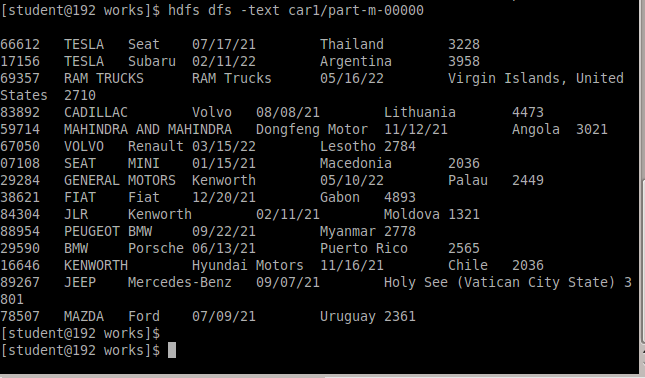 [student@192 works]$ hdfs dfs -text car1/part-m-00000
66612 TESLA Seat 07/17/21 Thailand 3228
17156 TESLA Subaru 02/11/22 Argentina 3958
69357 RAM TRUCKS RAM Trucks 05/16/22 Virgin Islands, United
States 2710
83892 CADILLAC Volvo 08/08/21 Lithuania 4473
59714 MAHINDRA AND MAHINDRA Dongfeng Motor 11/12/21 Angola 3021
67050 VOLVO Renault 03/15/22 Lesotho 2784
07108 SEAT MINI 01/15/21 Macedonia 2036
29284 GENERAL MOTORS Kenworth 05/10/22 Palau 2449
38621 FIAT Fiat 12/20/21 Gabon 4893
84304 JLR Kenworth 02/11/21 Moldova 1321
88954 PEUGEOT BMW 09/22/21 Myanmar 2778
29590 BMW Porsche 06/13/21 Puerto Rico 2565
16646 KENWORTH Hyundai Motors 11/16/21 Chile 2036
89267 JEEP Mercedes-Benz 09/07/21 Holy See (Vatican City State) 3
801
78507 MAZDA Ford 07/09/21 Uruguay 2361
[student@192 works]$
[student@192 works]$